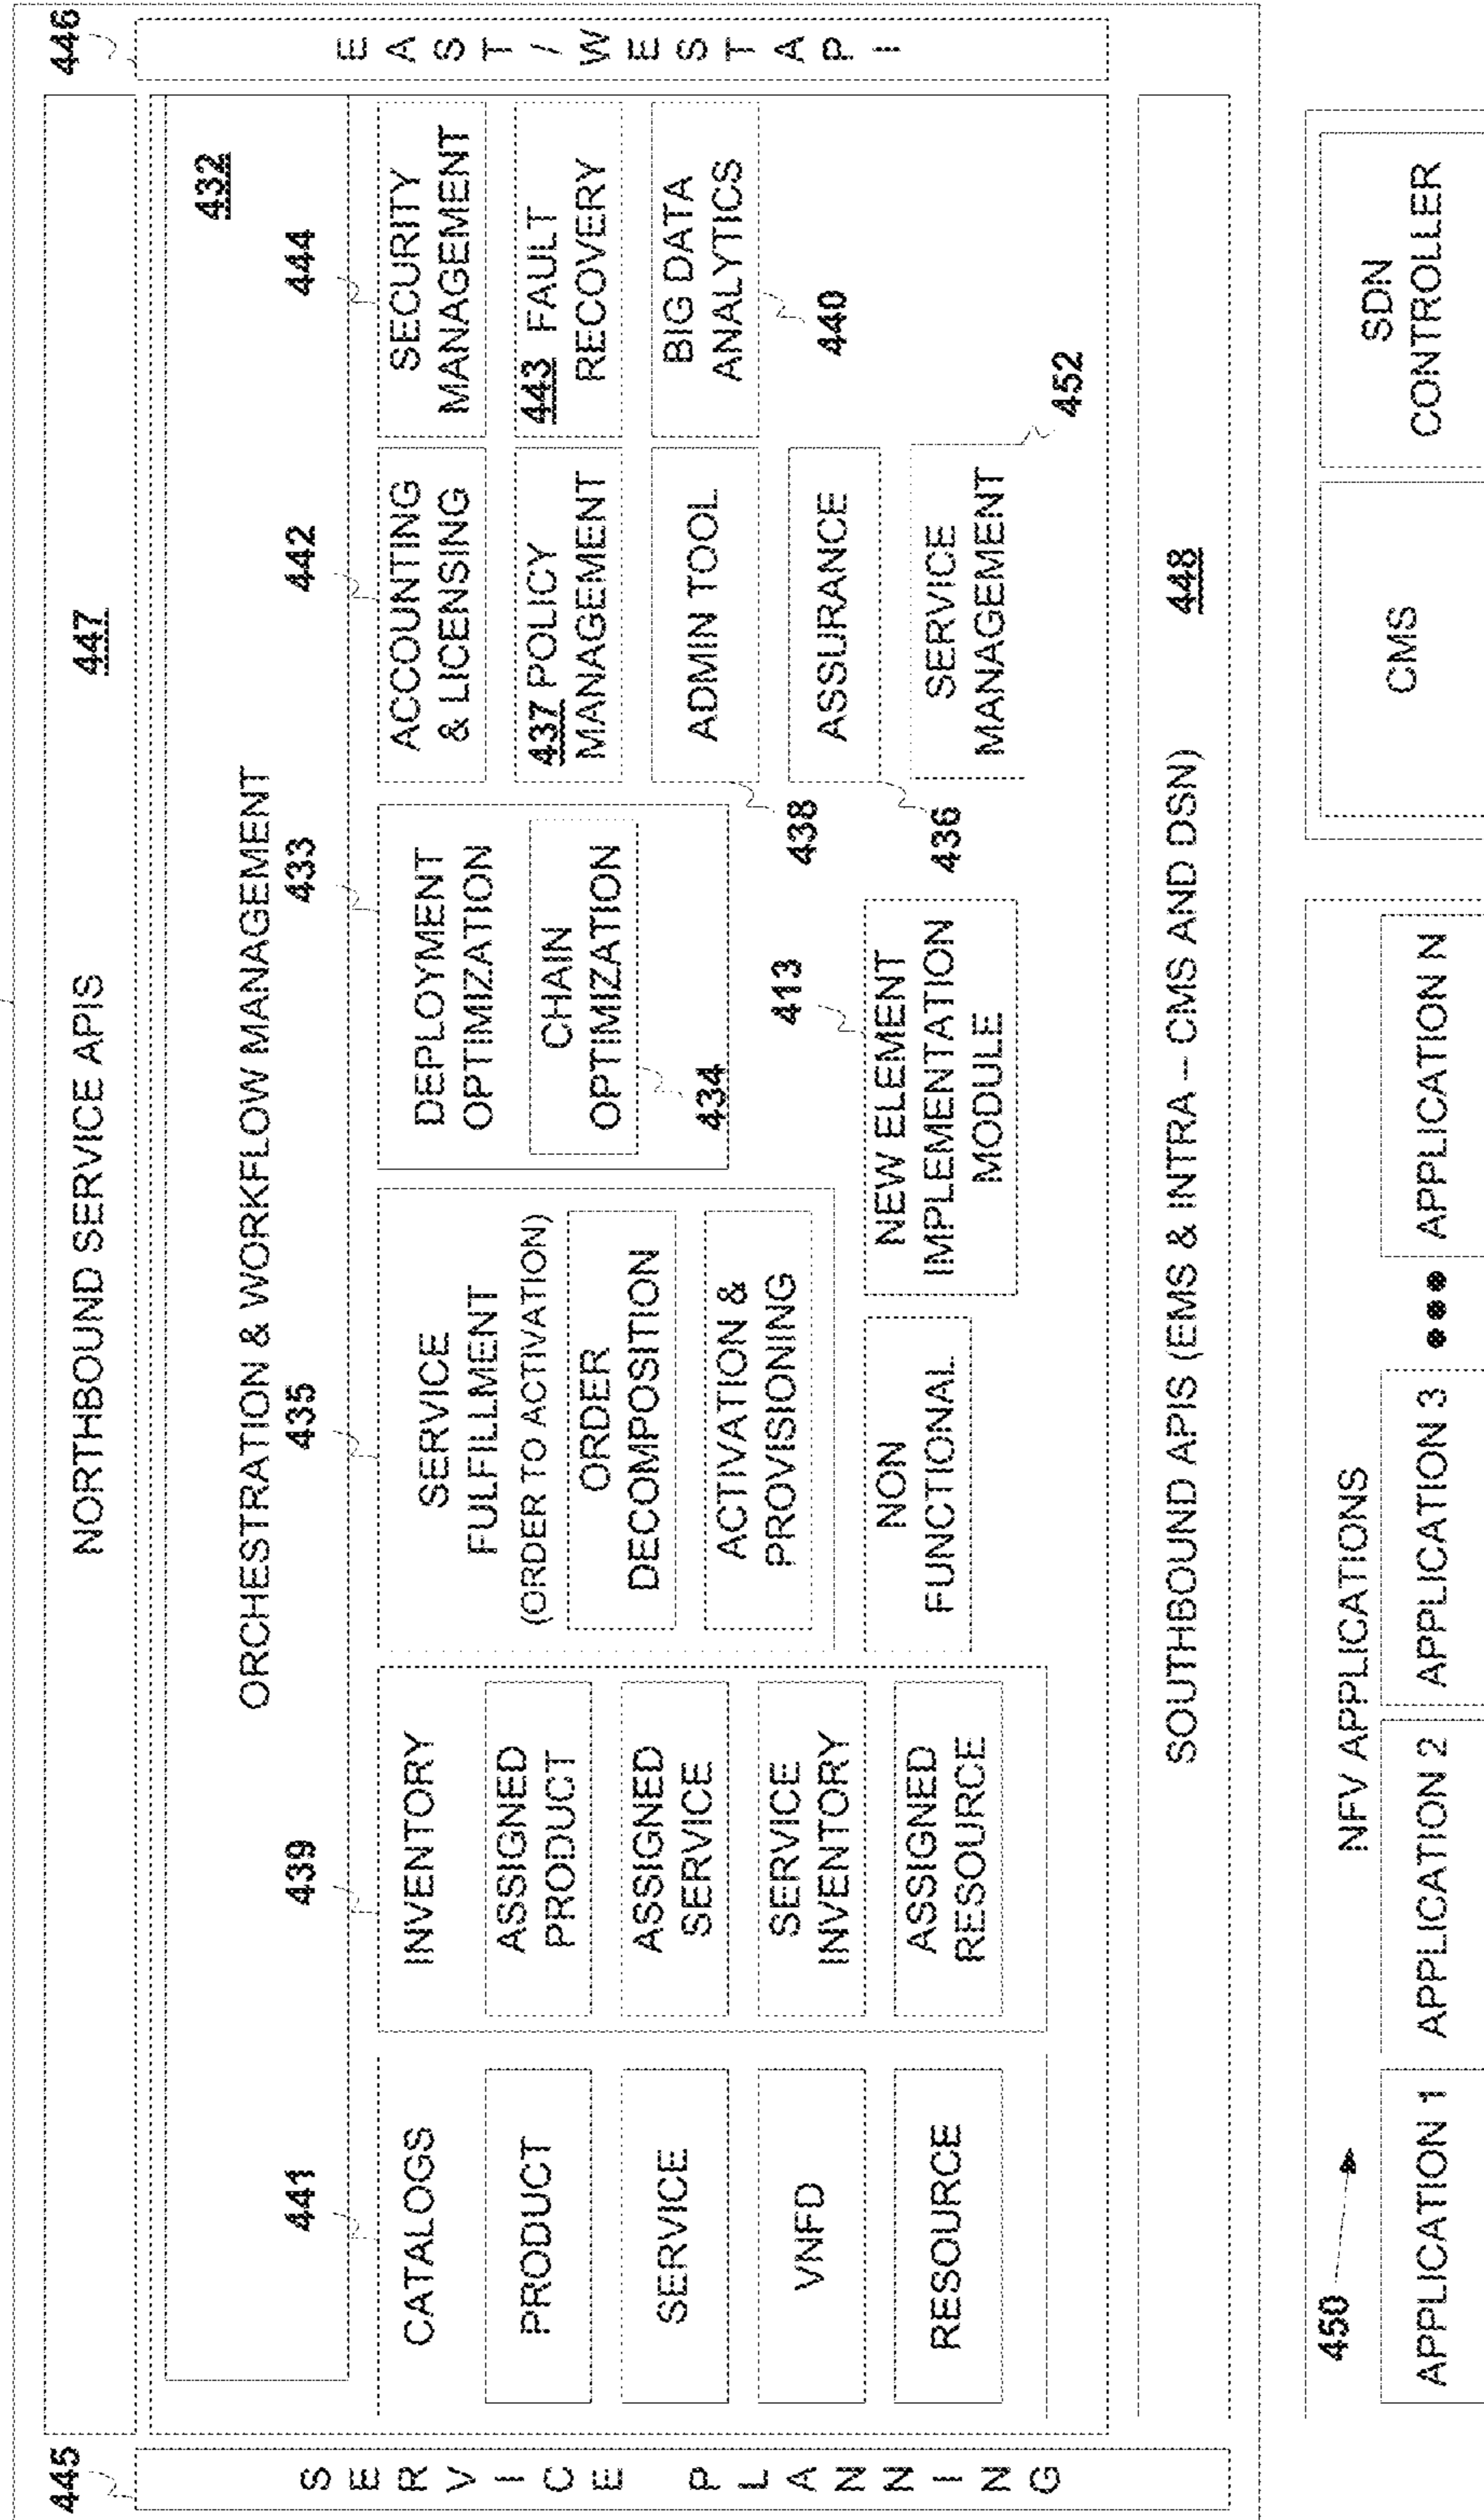 445
SERVICE PLANNING
447
NORTHBOUND SERVICE APIS
446
EAST/WEST API
ORCHESTRATION & WORKFLOW MANAGEMENT
432
441
CATALOGS
PRODUCT
SERVICE
VNFD
RESOURCE
439
INVENTORY
ASSIGNED
PRODUCT
ASSIGNED
SERVICE
SERVICE
INVENTORY
ASSIGNED
RESOURCE
435
SERVICE
FULFILLMENT
(ORDER TO ACTIVATION)
ORDER
DECOMPOSITION
ACTIVATION &
PROVISIONING
NON
FUNCTIONAL
433
DEPLOYMENT
OPTIMIZATION
CHAIN
OPTIMIZATION
434
413
NEW ELEMENT
IMPLEMENTATION
MODULE
442
ACCOUNTING
& LICENSING
437 POLICY
MANAGEMENT
ADMIN TOOL
438
ASSURANCE
436
SERVICE
MANAGEMENT
452
444
SECURITY
MANAGEMENT
443 FAULT
RECOVERY
BIG DATA
ANALYTICS
440
SOUTHBOUND APIS (EMS & INTRA – CMS AND DSN)
448
450
NFV APPLICATIONS
APPLICATION 1
APPLICATION 2
APPLICATION 3
APPLICATION N
CMS
SDN
CONTROLLER